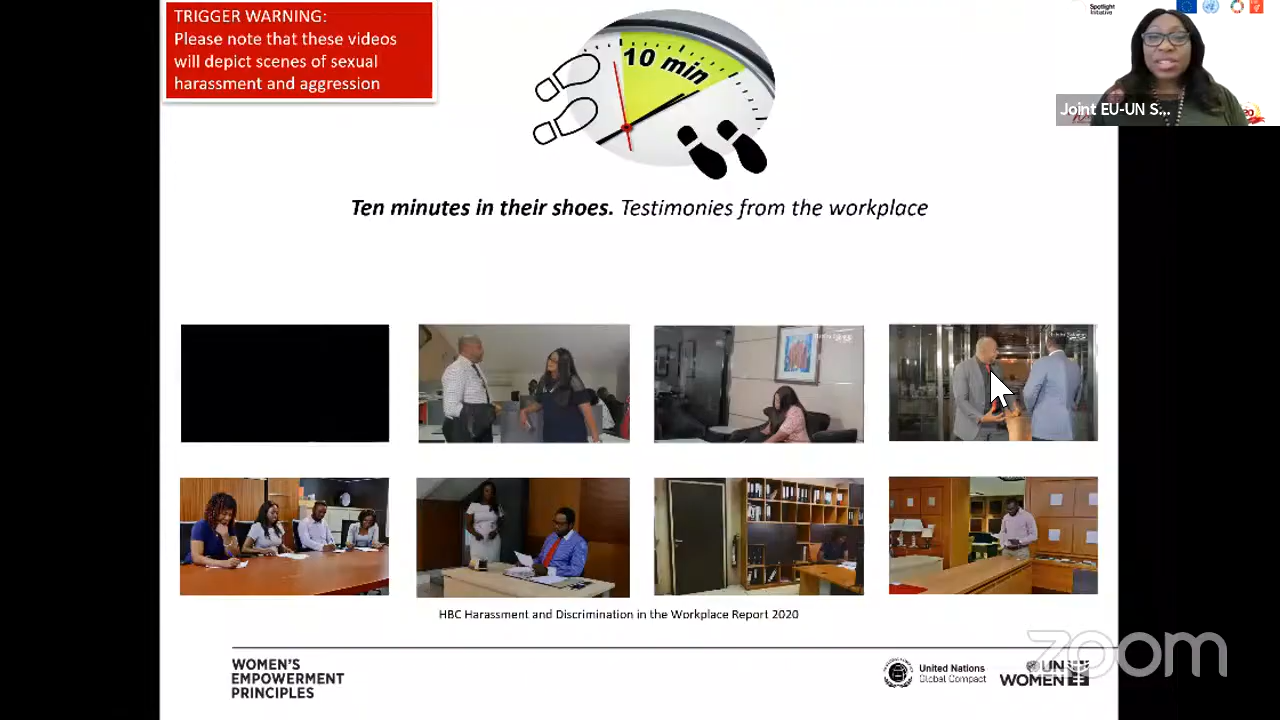 TRIGGER WARNING:
Please note that these videos
will depict scenes of sexual
harassment and aggression
10 min
Spotlight
Initiative
Joint EU-UN S...
Ten minutes in their shoes. Testimonies from the workplace
HBC Harassment and Discrimination in the Workplace Report 2020
WOMEN'S
EMPOWERMENT
PRINCIPLES
United Nations
Global Compact
UN
WOMEN
zoom